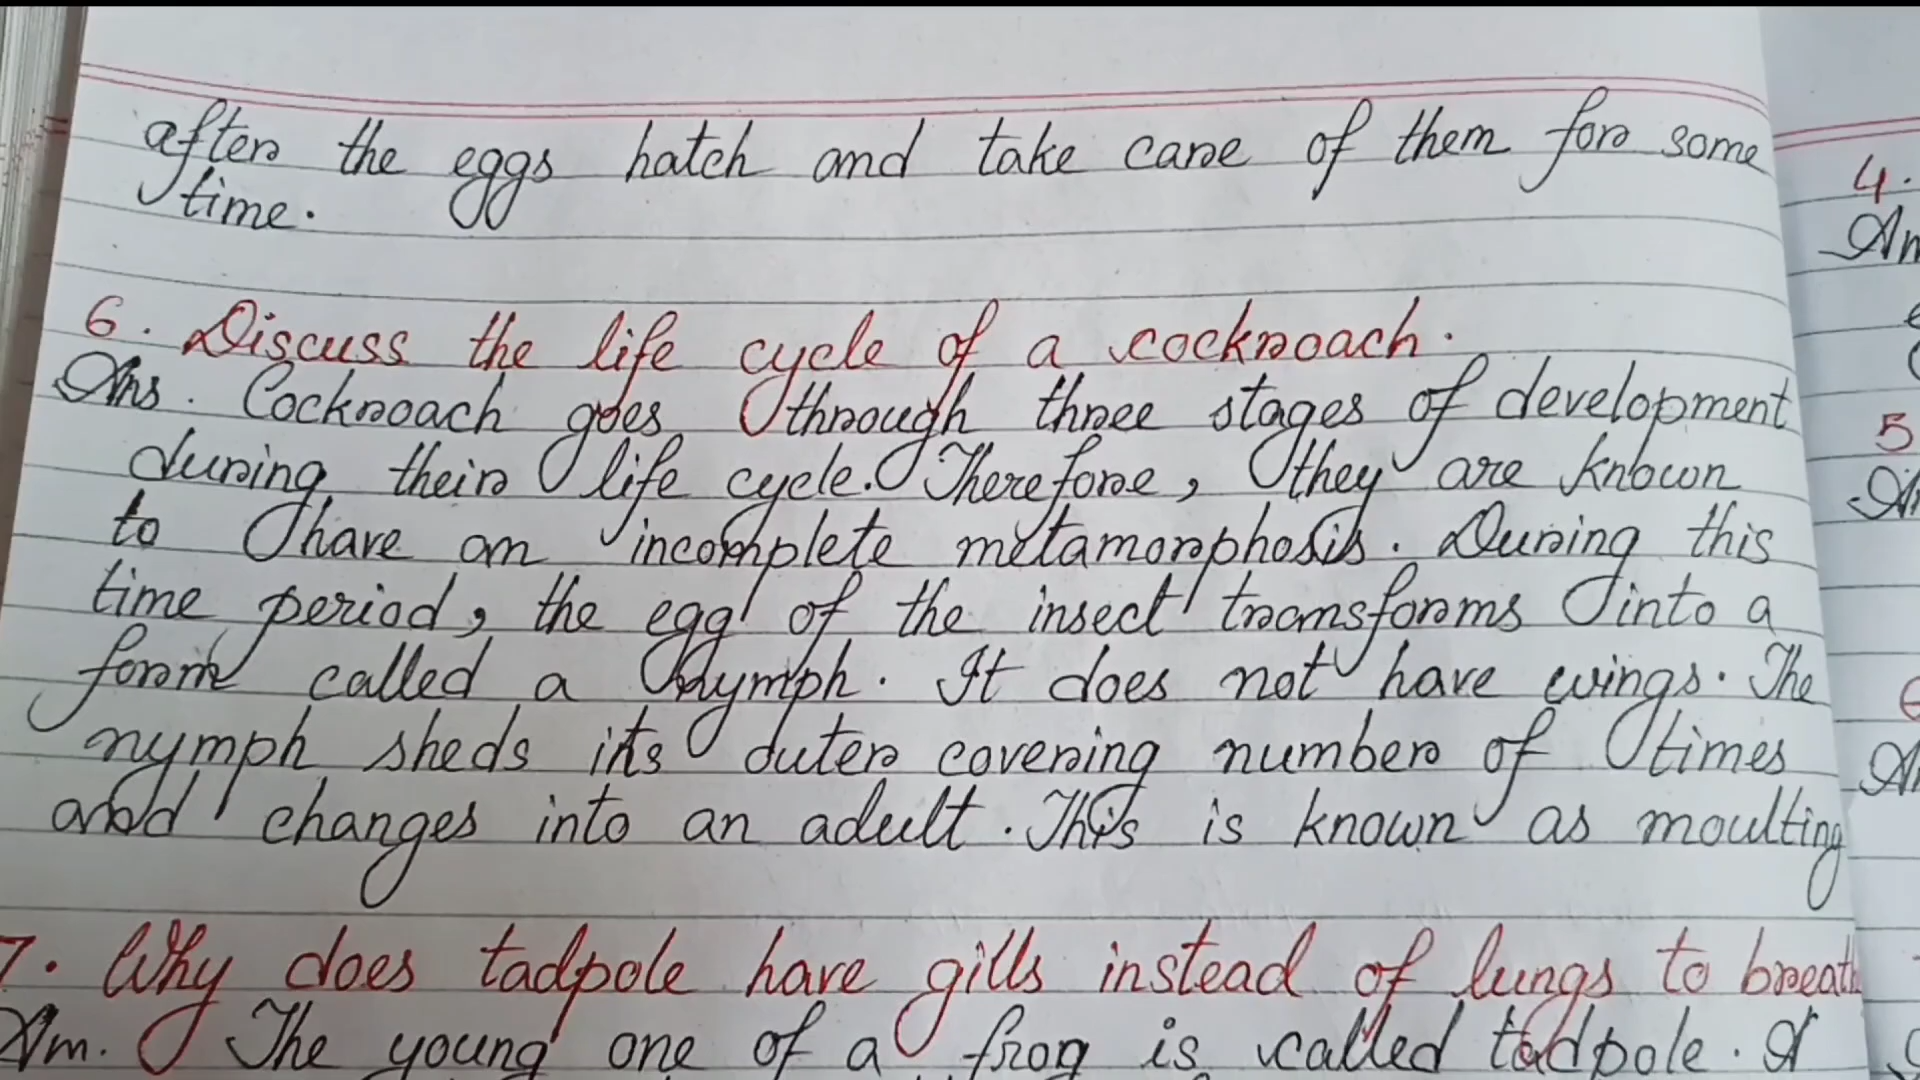 after the eggs hatch and take care of them for some
time.
6. Discuss the life cycle of a cockroach.
Ans. Cockroach goes through three stages of development
during their life cycle. Therefore, they are known
to have an incomplete metamorphosis. During this
time period, the egg of the insect transforms into a
form called a nymph. It does not have wings. The
nymph sheds its outer covering number of times
and changes into an adult. This is known as moulting
7. Why does tadpole have gills instead of lungs to breath
Ans. The young one of a frog is called tadpole.
4.
5